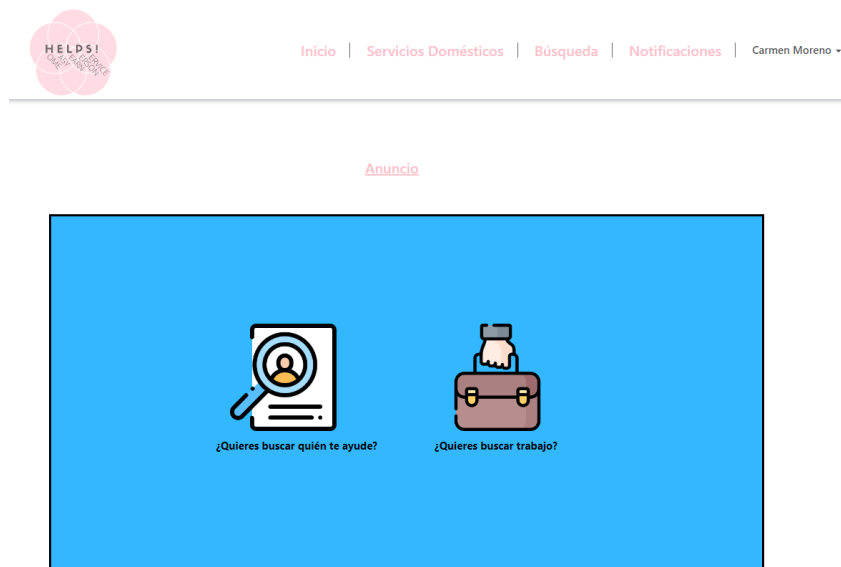 HELPS!
Inicio | Servicios Domésticos | Búsqueda | Notificaciones | Carmen Moreno
Anuncio
¿Quieres buscar quién te ayude? ¿Quieres buscar trabajo?